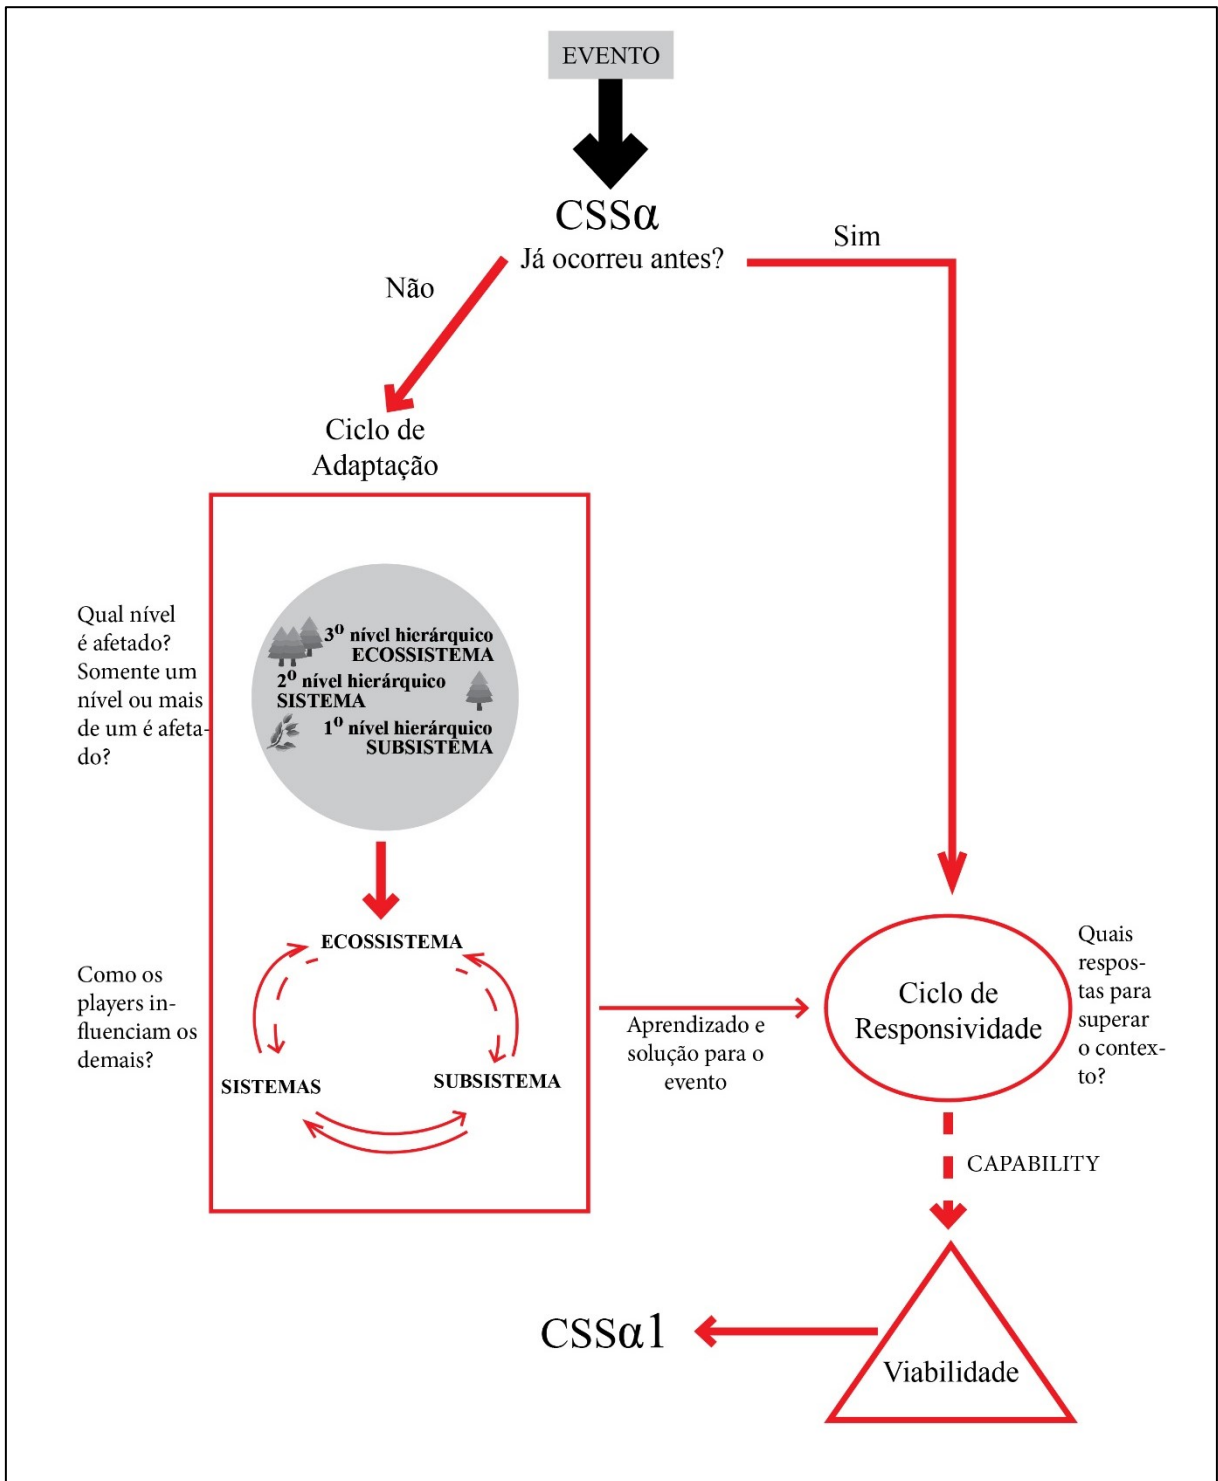 EVENTO
CSSα
Já ocorreu antes?
Sim
Não
Ciclo de
Adaptação
Qual nível
é afetado?
Somente um
nível ou mais
de um é afeta-
do?
3º nível hierárquico
ECOSSISTEMA
2º nível hierárquico
SISTEMA
1º nível hierárquico
SUBSISTEMA
Como os
players in-
fluenciam os
demais?
ECOSSISTEMA
SISTEMAS
SUBSISTEMA
Aprendizado e
solução para o
evento
Ciclo de
Responsividade
Quais
respos-
tas para
superar
o contex-
to?
CAPABILITY
Viabilidade
CSSα1